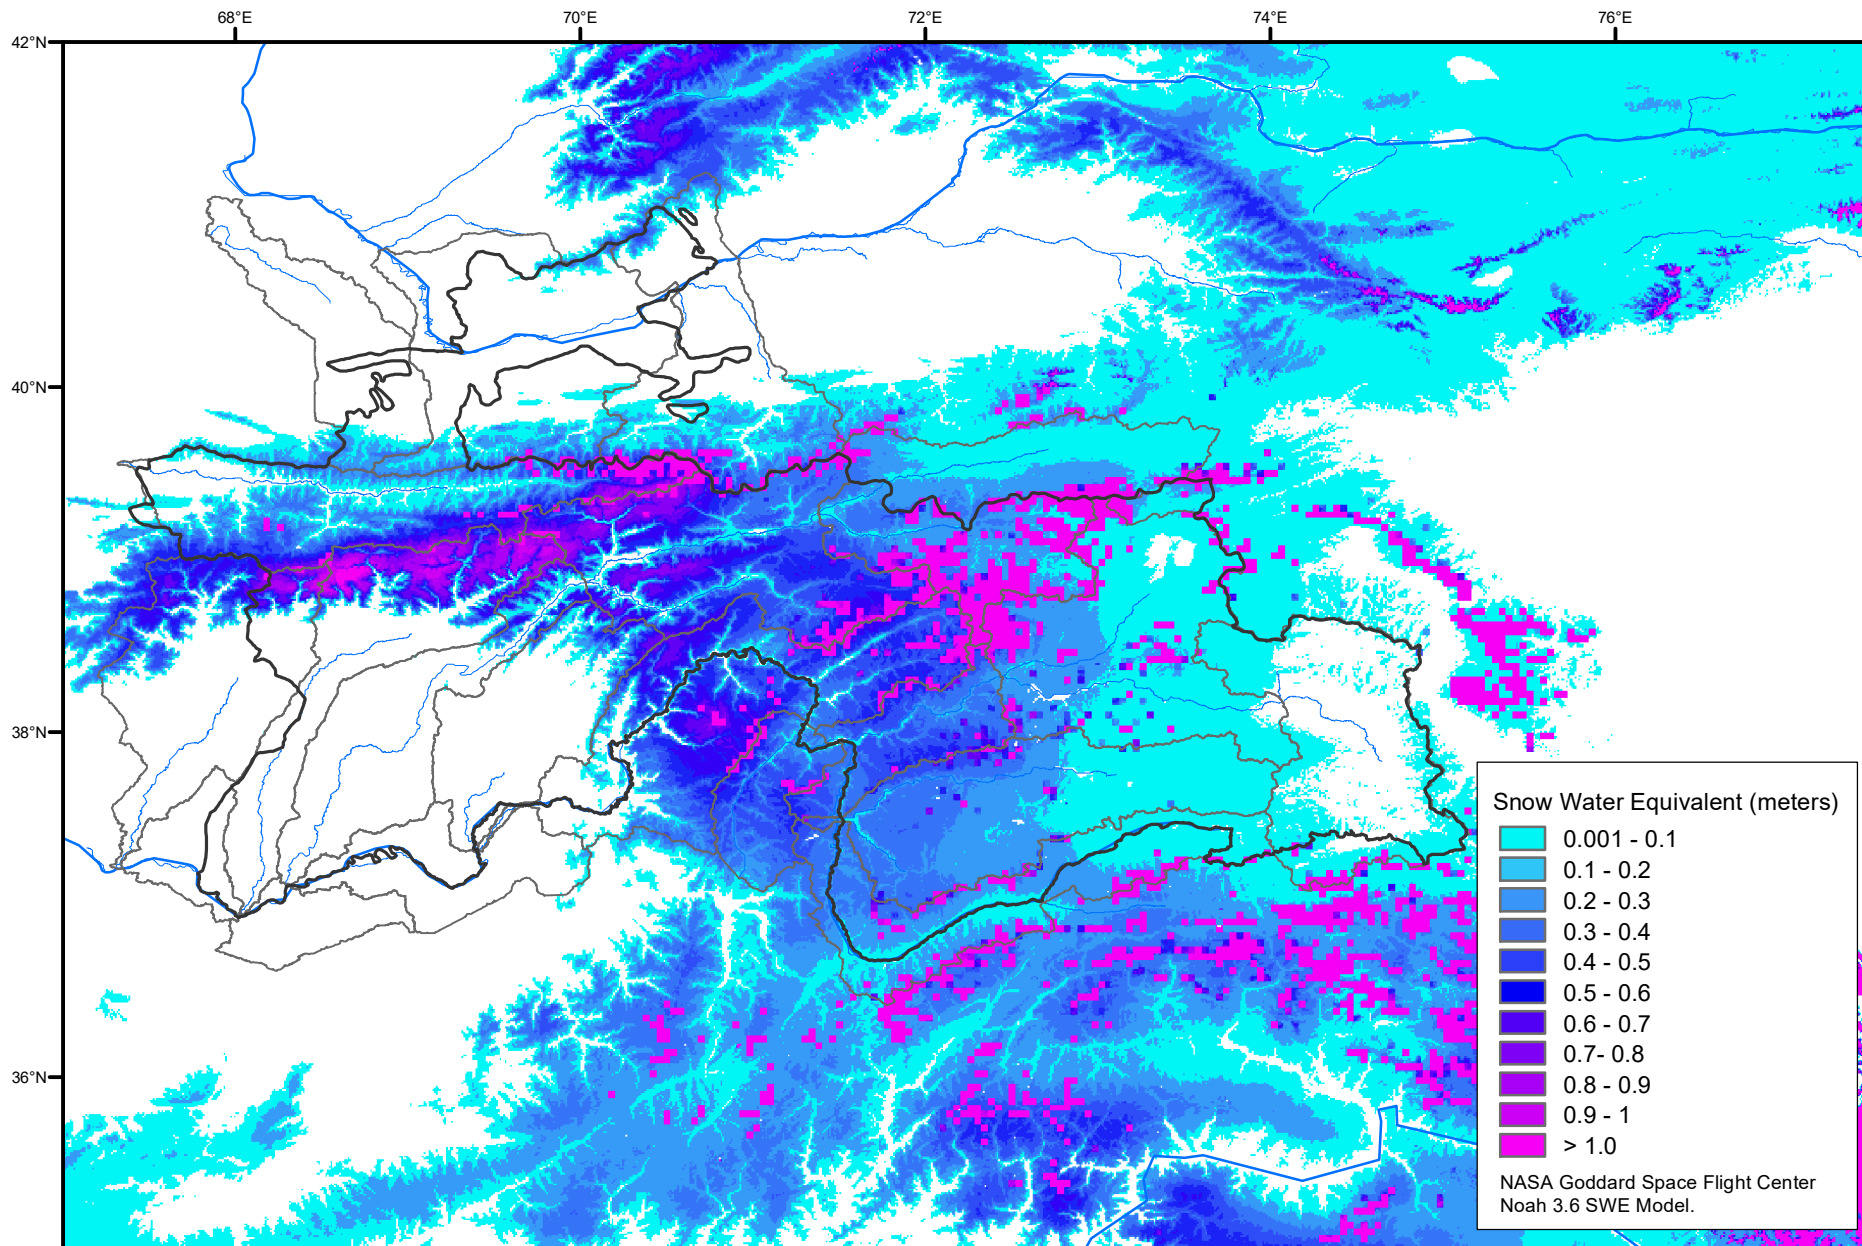 68°E 70°E 72°E 74°E 76°E
42°N
40°N
38°N
36°N
Snow Water Equivalent (meters)
0.001 - 0.1
0.1 - 0.2
0.2 - 0.3
0.3 - 0.4
0.4 - 0.5
0.5 - 0.6
0.6 - 0.7
0.7- 0.8
0.8 - 0.9
0.9 - 1
> 1.0
NASA Goddard Space Flight Center
Noah 3.6 SWE Model.